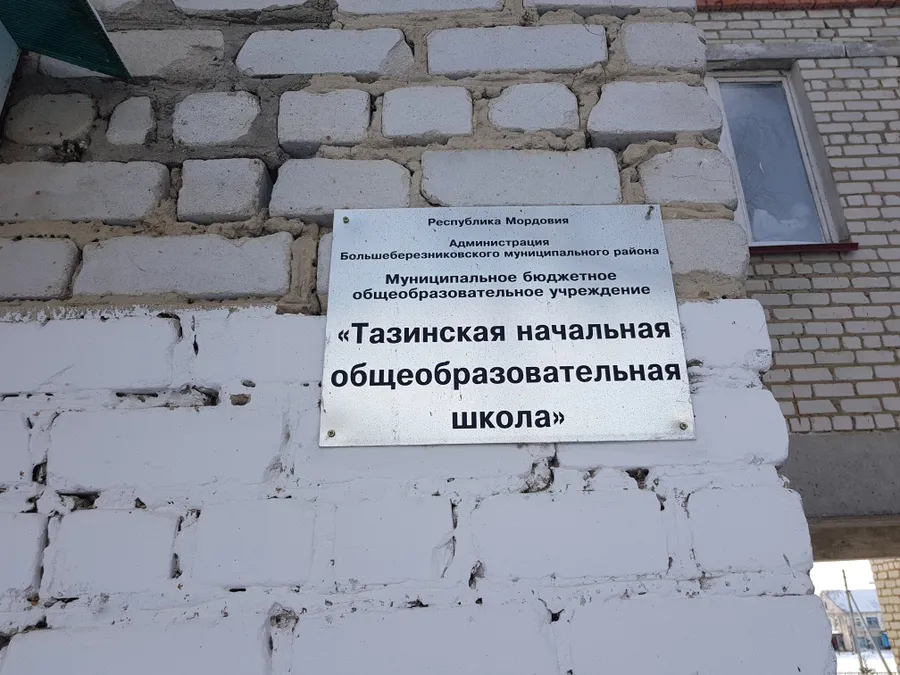 Республика Мордовия
Администрация
Большеберезниковского муниципального района
Муниципальное бюджетное
общеобразовательное учреждение
«Тазинская начальная
общеобразовательная
школа»